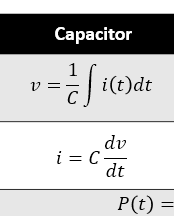 Capacitor
v = 1/C ∫ i(t)dt
i = C dv/dt
P(t) =